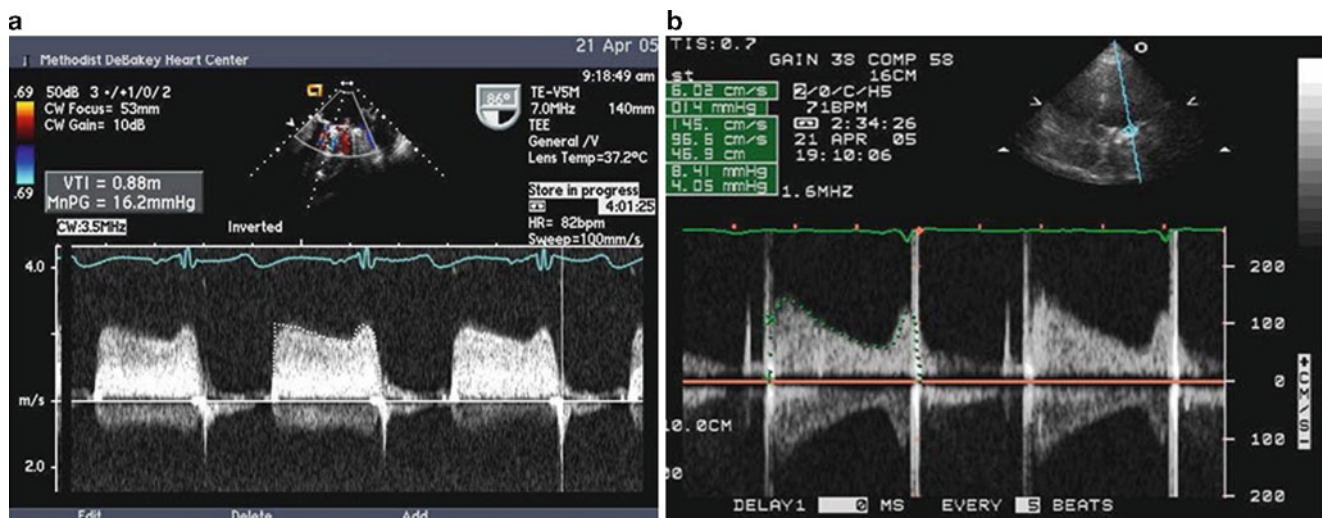 a
21 Apr 05
Methodist DeBakey Heart Center
9:18:49 am
.69
50dB 3 •/+1/0/2
CW Focus= 53mm
CW Gain= 10dB
86°
TE-V5M
7.0MHz 140mm
TEE
General /V
Lens Temp=37.2°C
.69
VTI = 0.88m
MnPG = 16.2mmHg
Store in progress
4:01:25
HR= 82bpm
Sweep=100mm/s
CW:3.5MHz
Inverted
4.0
m/s
2.0
Edit Delete Add
b
TIS:0.7
GAIN 38 COMP 58
st 16CM
6.02 cm/s
014 mmHg
145. cm/s
96.6 cm/s
46.9 cm
8.41 mmHg
4.05 mmHg
2/0/C/H5
71BPM
2:34:26
21 APR 05
19:10:06
1.6MHZ
200
100
0
100
200
CM/S
10.0CM
00
DELAY1 0 MS EVERY 5 BEATS